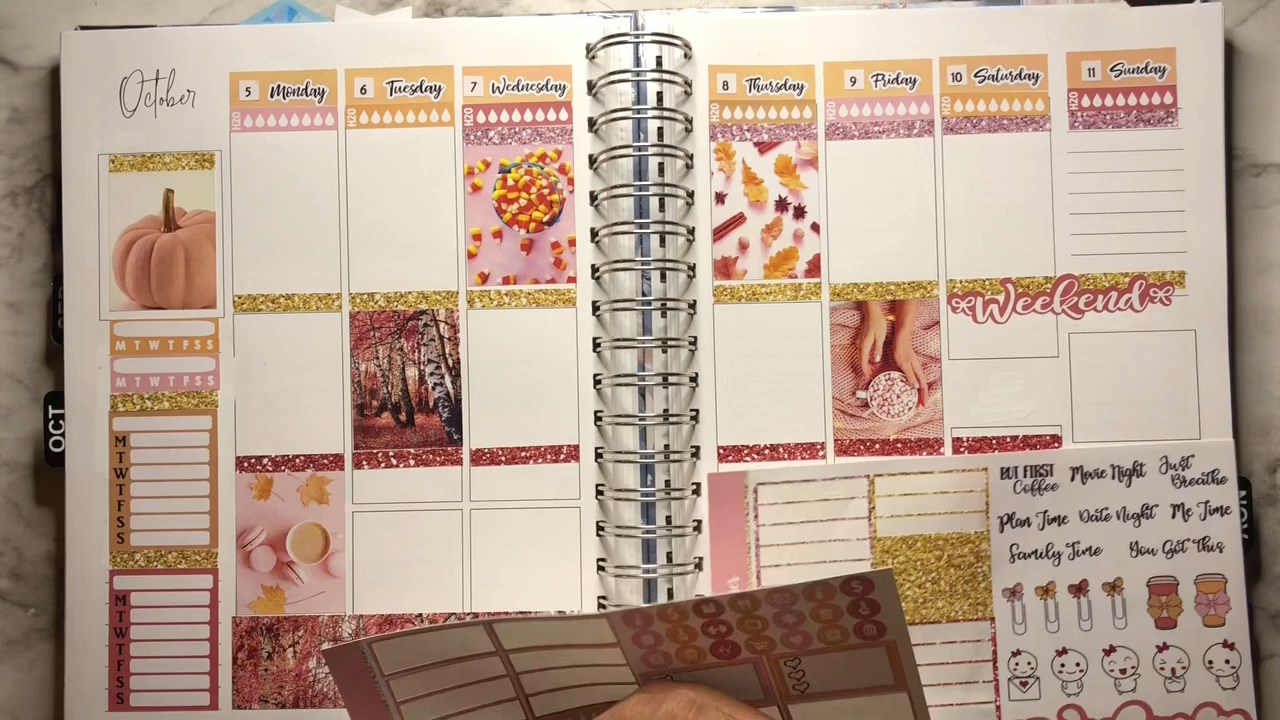 October
5 Monday
6 Tuesday
7 Wednesday
8 Thursday
9 Friday
10 Saturday
11 Sunday
H2O
H2O
H2O
H2O
H2O
H2O
H2O
Weekend
M T W T F S S
M T W T F S S
M
T
W
T
F
S
S
M
T
W
T
F
S
S
OCT
BUT FIRST
Coffee
Movie Night
Just
Breathe
Plan Time
Date Night
Me Time
Family Time
You Got This
NOV